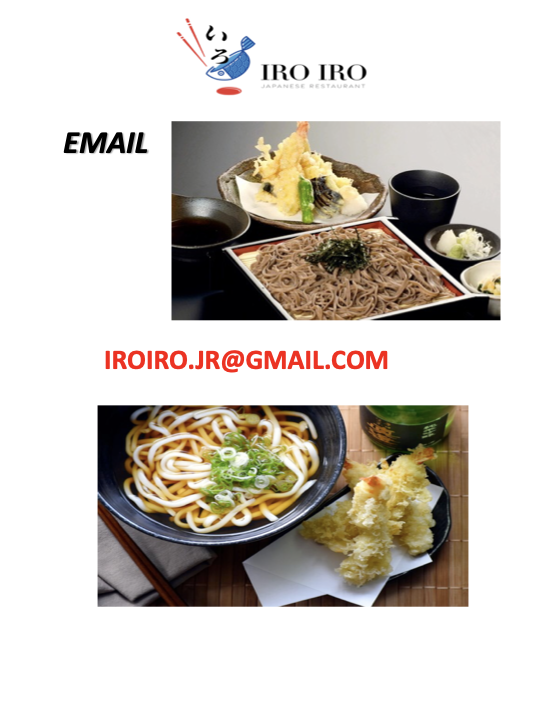 いろ
IRO IRO
JAPANESE RESTAURANT
EMAIL
IROIRO.JR@GMAIL.COM